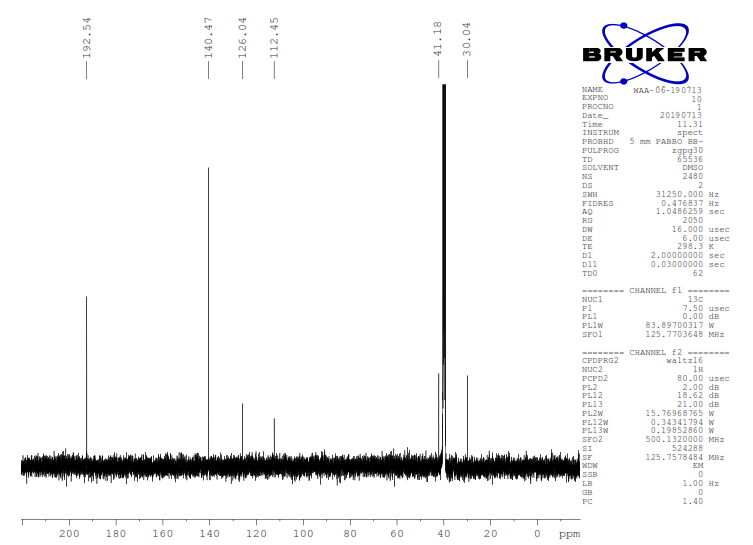 192.54
140.47
126.04
112.45
41.18
30.04
BRUKER
NAME WAA-06-190713
EXPNO 10
PROCNO 1
Date_ 20190713
Time 11.31
INSTRUM spect
PROBHD 5 mm PABBO BB-
PULPROG zgpg30
TD 65536
SOLVENT DMSO
NS 2480
DS 2
SWH 31250.000 Hz
FIDRES 0.476837 Hz
AQ 1.0486259 sec
RG 2050
DW 16.000 usec
DE 6.00 usec
TE 298.3 K
D1 2.00000000 sec
D11 0.03000000 sec
TD0 62
======== CHANNEL f1 ========
NUC1 13C
P1 7.50 usec
PL1 0.00 dB
PL1W 83.89700317 W
SFO1 125.7703648 MHz
======== CHANNEL f2 ========
CPDPRG2 waltz16
NUC2 1H
PCPD2 80.00 usec
PL2 2.00 dB
PL12 18.62 dB
PL13 21.00 dB
PL2W 15.76968765 W
PL12W 0.34341794 W
PL13W 0.19852860 W
SFO2 500.1320000 MHz
SI 524288
SF 125.7578484 MHz
WDW EM
SSB 0
LB 1.00 Hz
GB 0
PC 1.40
200 180 160 140 120 100 80 60 40 20 0 ppm